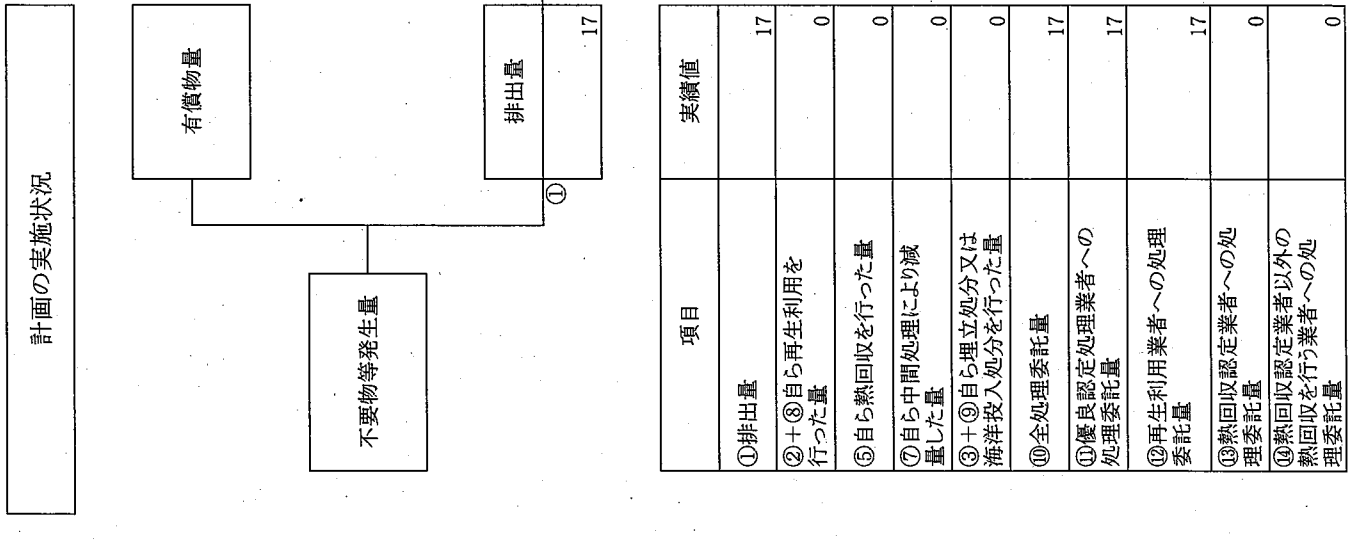 計画の実施状況
不要物等発生量
有償物量
①
排出量
17
項目
実績値
①排出量
17
②+⑧自ら再生利用を
行った量
0
⑤自ら熱回収を行った量
0
⑦自ら中間処理により減
量した量
0
③+⑨自ら埋立処分又は
海洋投入処分を行った量
0
⑩全処理委託量
17
⑪優良認定処理業者への
処理委託量
17
⑫再生利用業者への処理
委託量
17
⑬熱回収認定業者への処
理委託量
0
⑭熱回収認定業者以外の
熱回収を行う業者への処
理委託量
0